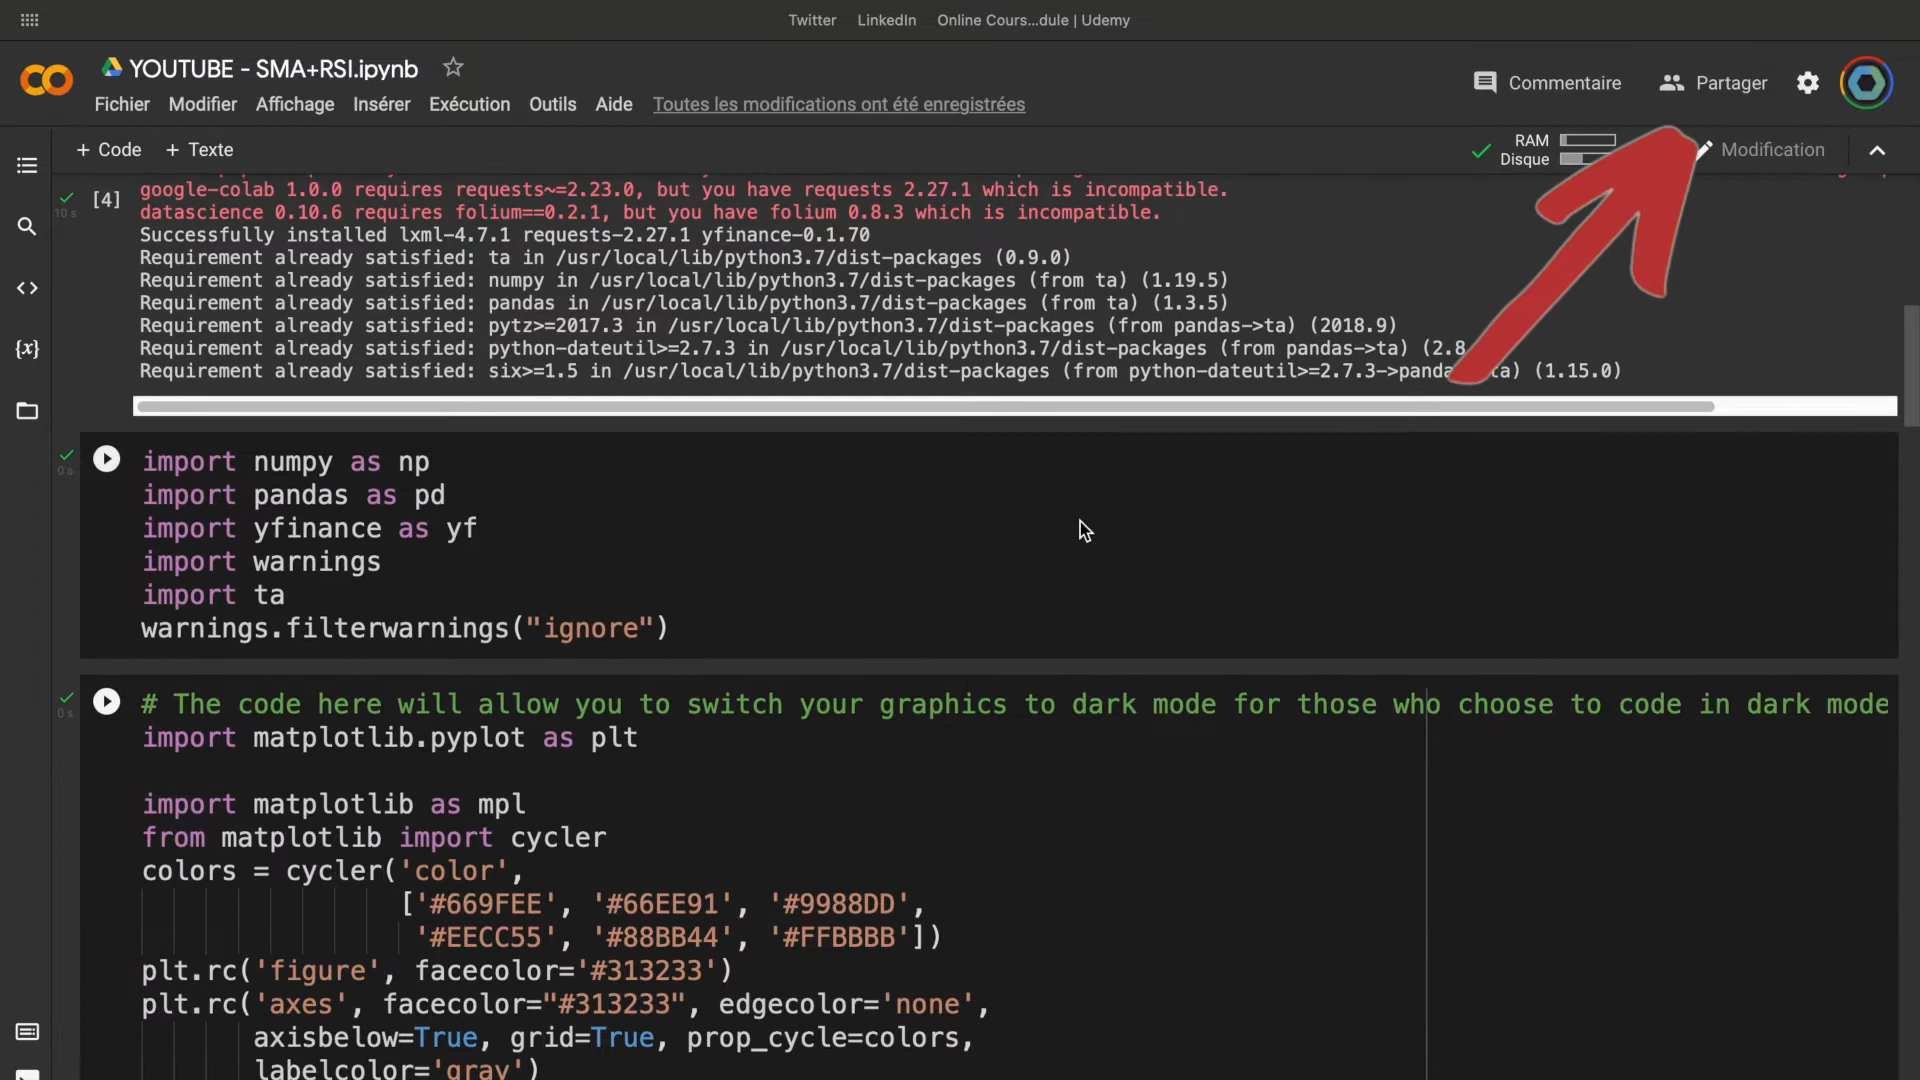 Twitter LinkedIn Online Cours...dule | Udemy
YOUTUBE - SMA+RSI.ipynb
Commentaire Partager
Fichier Modifier Affichage Insérer Exécution Outils Aide Toutes les modifications ont été enregistrées
+ Code + Texte
RAM
Disque
Modification
[4]
10 s
google-colab 1.0.0 requires requests~=2.23.0, but you have requests 2.27.1 which is incompatible.
datascience 0.10.6 requires folium==0.2.1, but you have folium 0.8.3 which is incompatible.
Successfully installed lxml-4.7.1 requests-2.27.1 yfinance-0.1.70
Requirement already satisfied: ta in /usr/local/lib/python3.7/dist-packages (0.9.0)
Requirement already satisfied: numpy in /usr/local/lib/python3.7/dist-packages (from ta) (1.19.5)
Requirement already satisfied: pandas in /usr/local/lib/python3.7/dist-packages (from ta) (1.3.5)
Requirement already satisfied: pytz>=2017.3 in /usr/local/lib/python3.7/dist-packages (from pandas->ta) (2018.9)
Requirement already satisfied: python-dateutil>=2.7.3 in /usr/local/lib/python3.7/dist-packages (from pandas->ta) (2.8
Requirement already satisfied: six>=1.5 in /usr/local/lib/python3.7/dist-packages (from python-dateutil>=2.7.3->panda ta) (1.15.0)
0 s
import numpy as np
import pandas as pd
import yfinance as yf
import warnings
import ta
warnings.filterwarnings("ignore")
0 s
# The code here will allow you to switch your graphics to dark mode for those who choose to code in dark mode
import matplotlib.pyplot as plt
import matplotlib as mpl
from matplotlib import cycler
colors = cycler('color',
['#669FEE', '#66EE91', '#9988DD',
'#EECC55', '#88BB44', '#FFBBBB'])
plt.rc('figure', facecolor='#313233')
plt.rc('axes', facecolor="#313233", edgecolor='none',
axisbelow=True, grid=True, prop_cycle=colors,
labelcolor='gray')